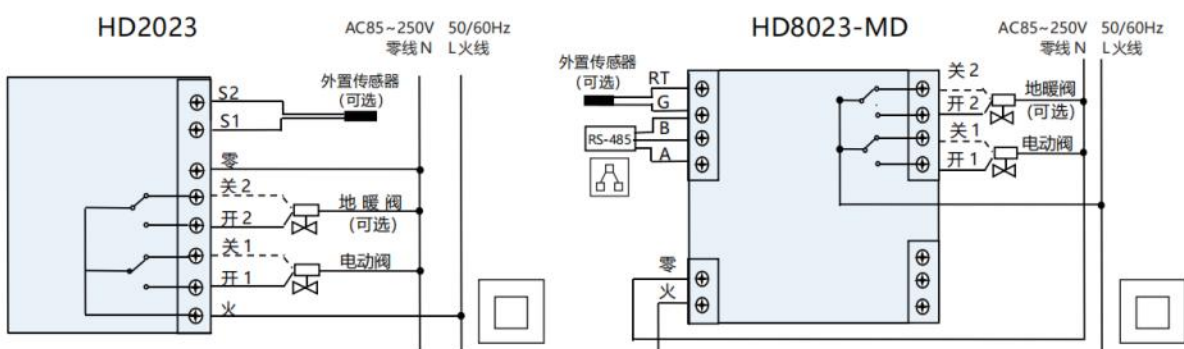 HD2023
AC85~250V 50/60Hz
零线 N L 火线
外置传感器
(可选)
S2
S1
零
关 2
开 2
地 暖 阀
(可选)
关 1
开 1
电动阀
火
HD8023-MD
AC85~250V 50/60Hz
零线 N L 火线
外置传感器
(可选)
RT
G
B
RS-485
A
关 2
开 2
地暖阀
(可选)
关 1
开 1
电动阀
零
火